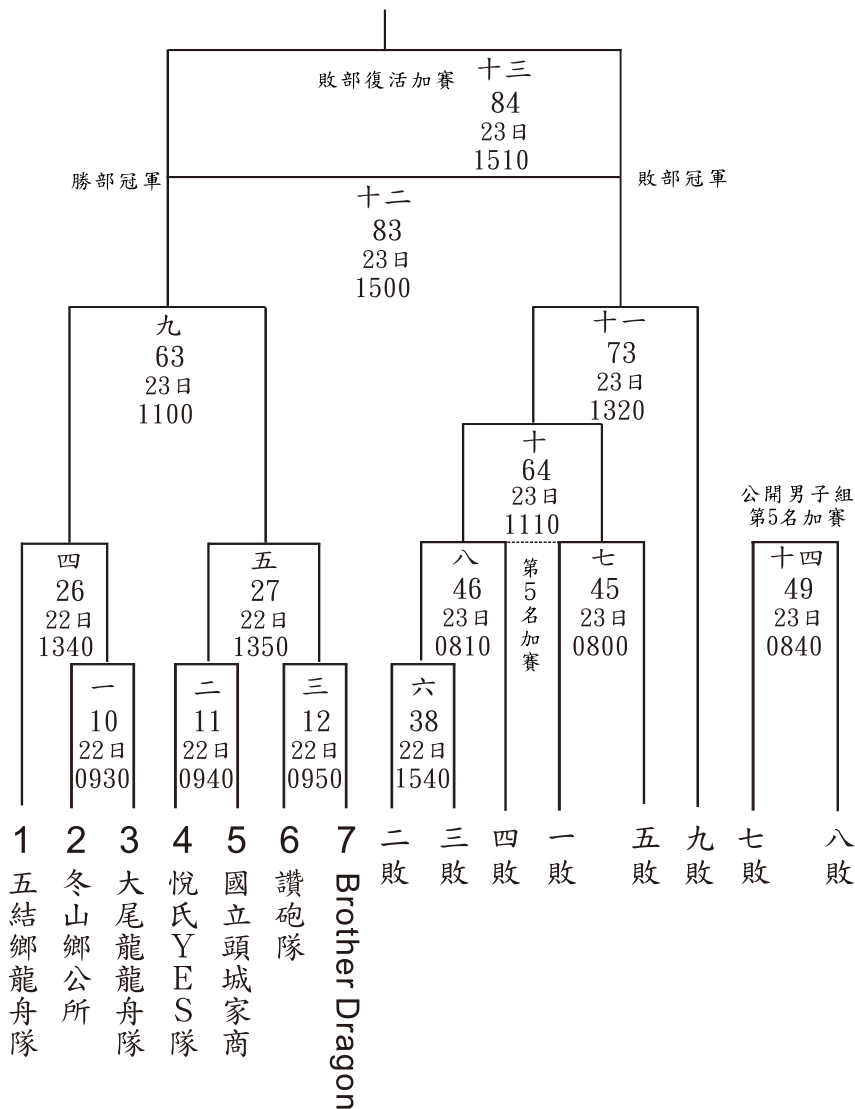 十三
敗部復活加賽
84
23日
1510
勝部冠軍
敗部冠軍
十二
83
23日
1500
九
63
23日
1100
十一
73
23日
1320
十
64
23日
1110
公開男子組
第5名加賽
四
26
22日
1340
五
27
22日
1350
八
46
23日
0810
第5名加賽
七
45
23日
0800
十四
49
23日
0840
一
10
22日
0930
二
11
22日
0940
三
12
22日
0950
六
38
22日
1540
1 五結鄉龍舟隊
2 冬山鄉公所
3 大尾龍龍舟隊
4 悅氏YES隊
5 國立頭城家商
6 讚砲隊
7 Brother Dragon
二敗
三敗
四敗
一敗
五敗
九敗
七敗
八敗